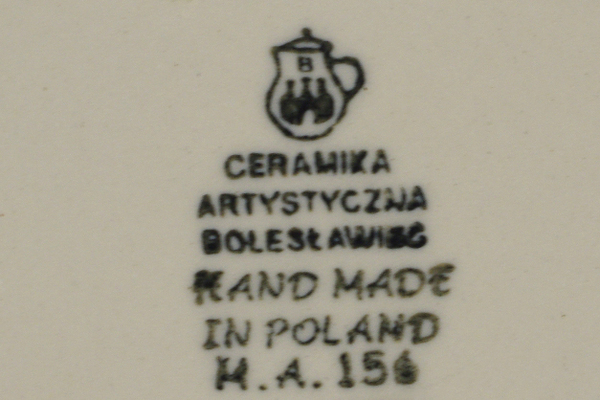 B
CERAMIKA
ARTYSTYCZNA
BOLESŁAWIEC
HAND MADE
IN POLAND
M.A. 156